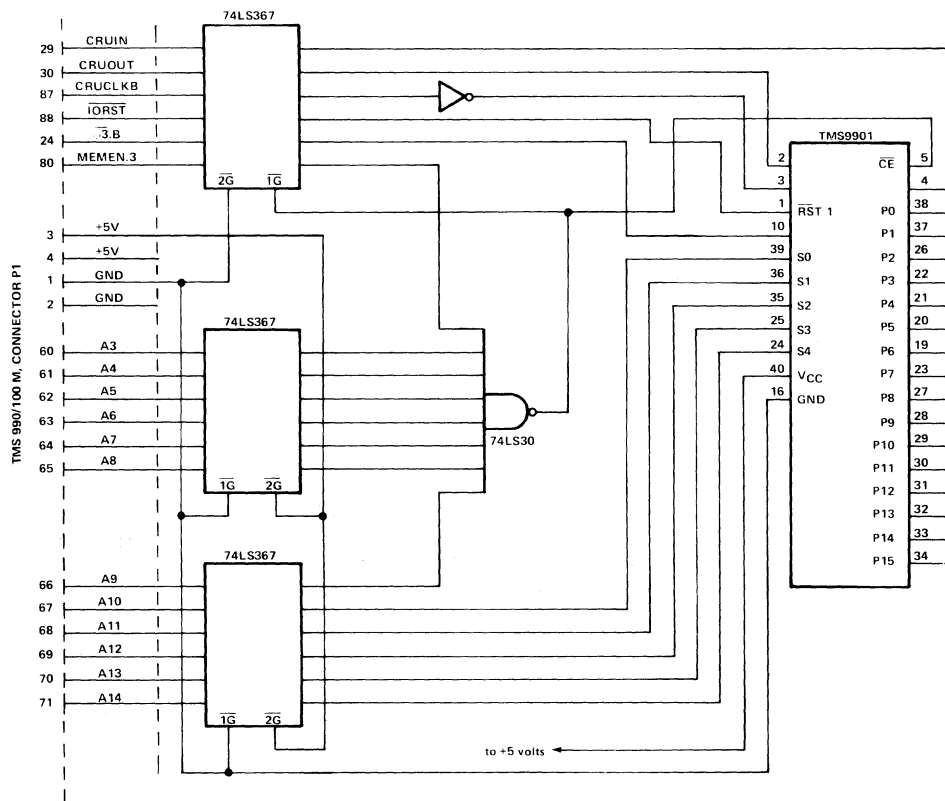 TMS 990/100 M, CONNECTOR P1
74LS367
29 CRUIN
30 CRUOUT
87 CRUCLKB
88 IORST
24 3.B
80 MEMEN.3
2G 1G
3 +5V
4 +5V
1 GND
2 GND
74LS367
60 A3
61 A4
62 A5
63 A6
64 A7
65 A8
1G 2G
74LS30
74LS367
66 A9
67 A10
68 A11
69 A12
70 A13
71 A14
1G 2G
to +5 volts
TMS9901
2 CE 5
3 4
1 RST 1 P0 38
10 P1 37
39 S0 P2 26
36 S1 P3 22
35 S2 P4 21
25 S3 P5 20
24 S4 P6 19
40 VCC P7 23
16 GND P8 27
P9 28
P10 29
P11 30
P12 31
P13 32
P14 33
P15 34